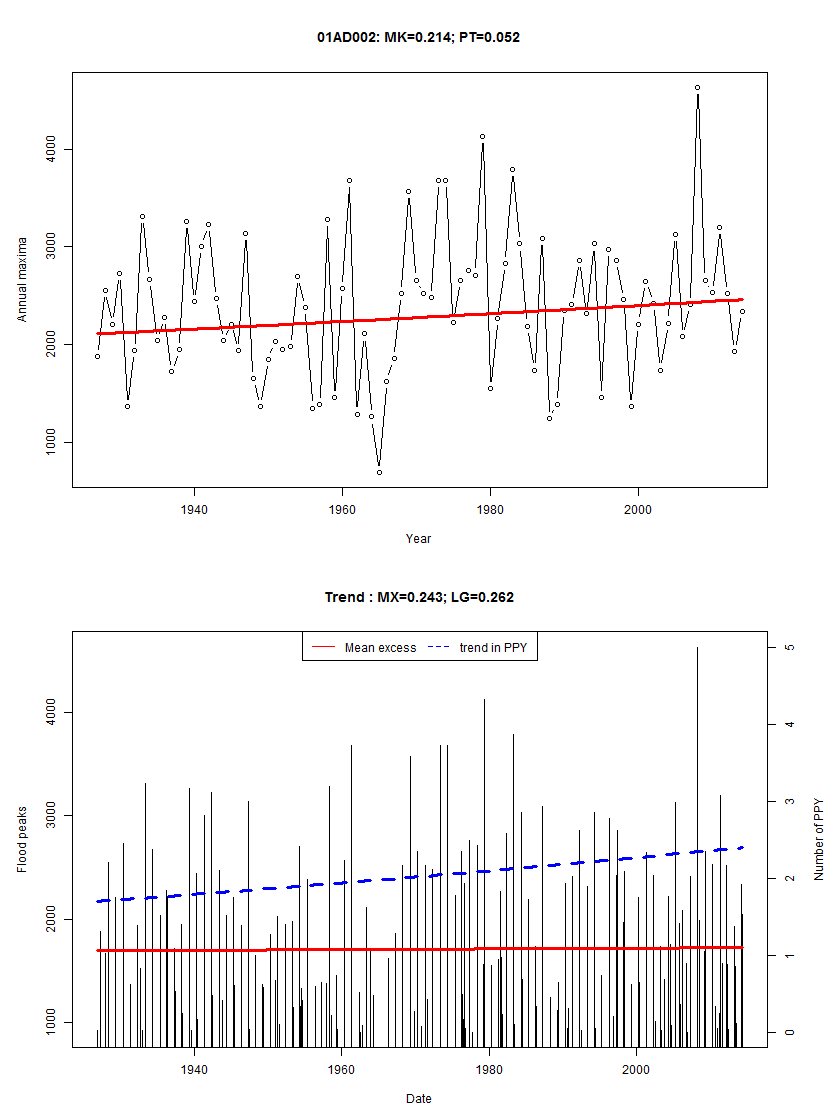 01AD002: MK=0.214; PT=0.052
Annual maxima
4000
3000
2000
1000
1940 1960 1980 2000
Year
Trend : MX=0.243; LG=0.262
Mean excess trend in PPY
Flood peaks
4000
3000
2000
1000
5
4
3
2
1
0
Number of PPY
1940 1960 1980 2000
Date